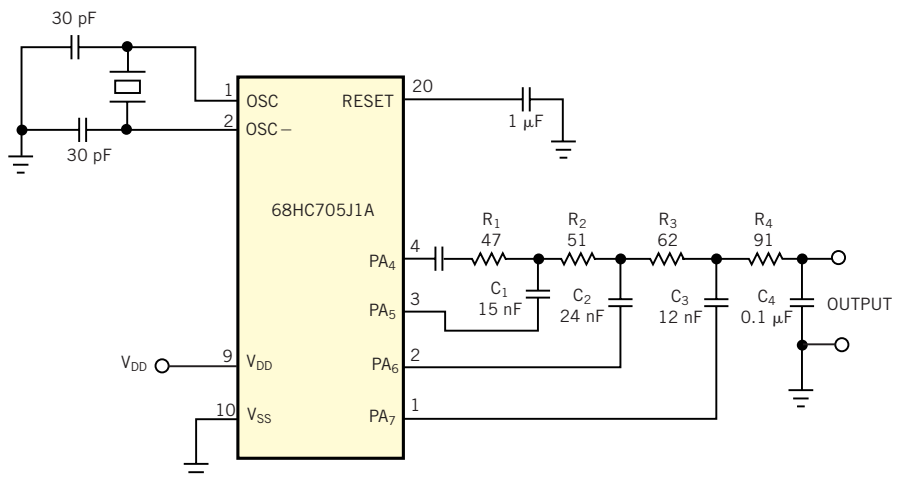 30 pF
1
OSC
RESET
20
2
OSC–
1 µF
30 pF
68HC705J1A
R1
47
R2
51
R3
62
R4
91
4
PA4
C1
15 nF
C2
24 nF
C3
12 nF
C4
0.1 µF
OUTPUT
3
PA5
VDD
9
VDD
2
PA6
10
VSS
1
PA7